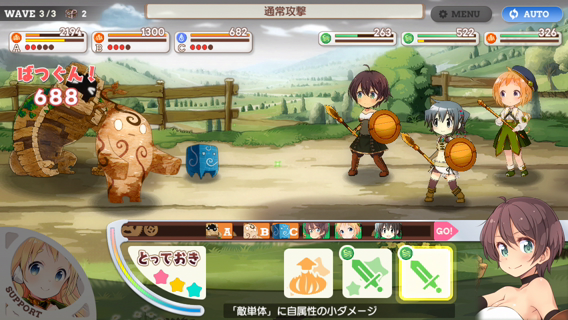 WAVE 3/3 2
通常攻撃
MENU
AUTO
2194
1300
682
263
522
326
A
B
C
ばつぐん!
688
A B C GO!
とっておき
SUPPORT
「敵単体」に自属性の小ダメージ